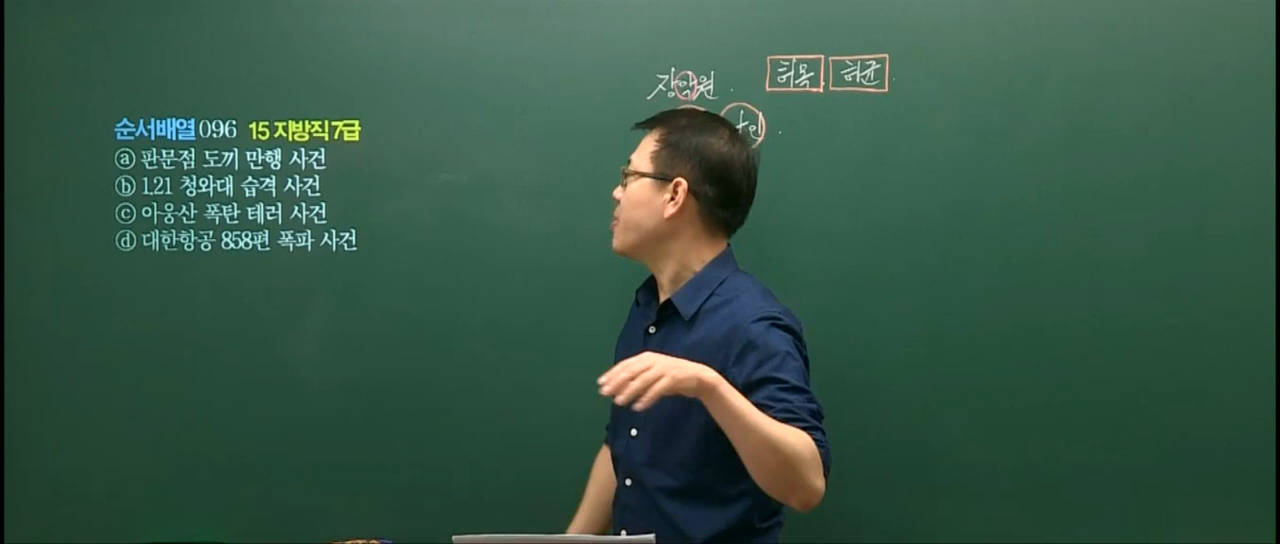 순서배열 096 15 지방직 7급
ⓐ 판문점 도끼 만행 사건
ⓑ 1.21 청와대 습격 사건
ⓒ 아웅산 폭탄 테러 사건
ⓓ 대한항공 858편 폭파 사건
장악원. 허목, 허균.